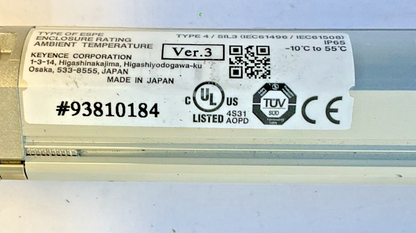 TYPE OF ESPE TYPE 4 / SIL3 (IEC61496 / IEC61508)
ENCLOSURE RATING IP65
AMBIENT TEMPERATURE -10°C to 55°C
Ver.3
KEYENCE CORPORATION
1-3-14, Higashinakajima, Higashiyodogawa-ku
Osaka, 533-8555, JAPAN
MADE IN JAPAN
#93810184
C UL US
LISTED
4S31
AOPD
TÜV
SÜD